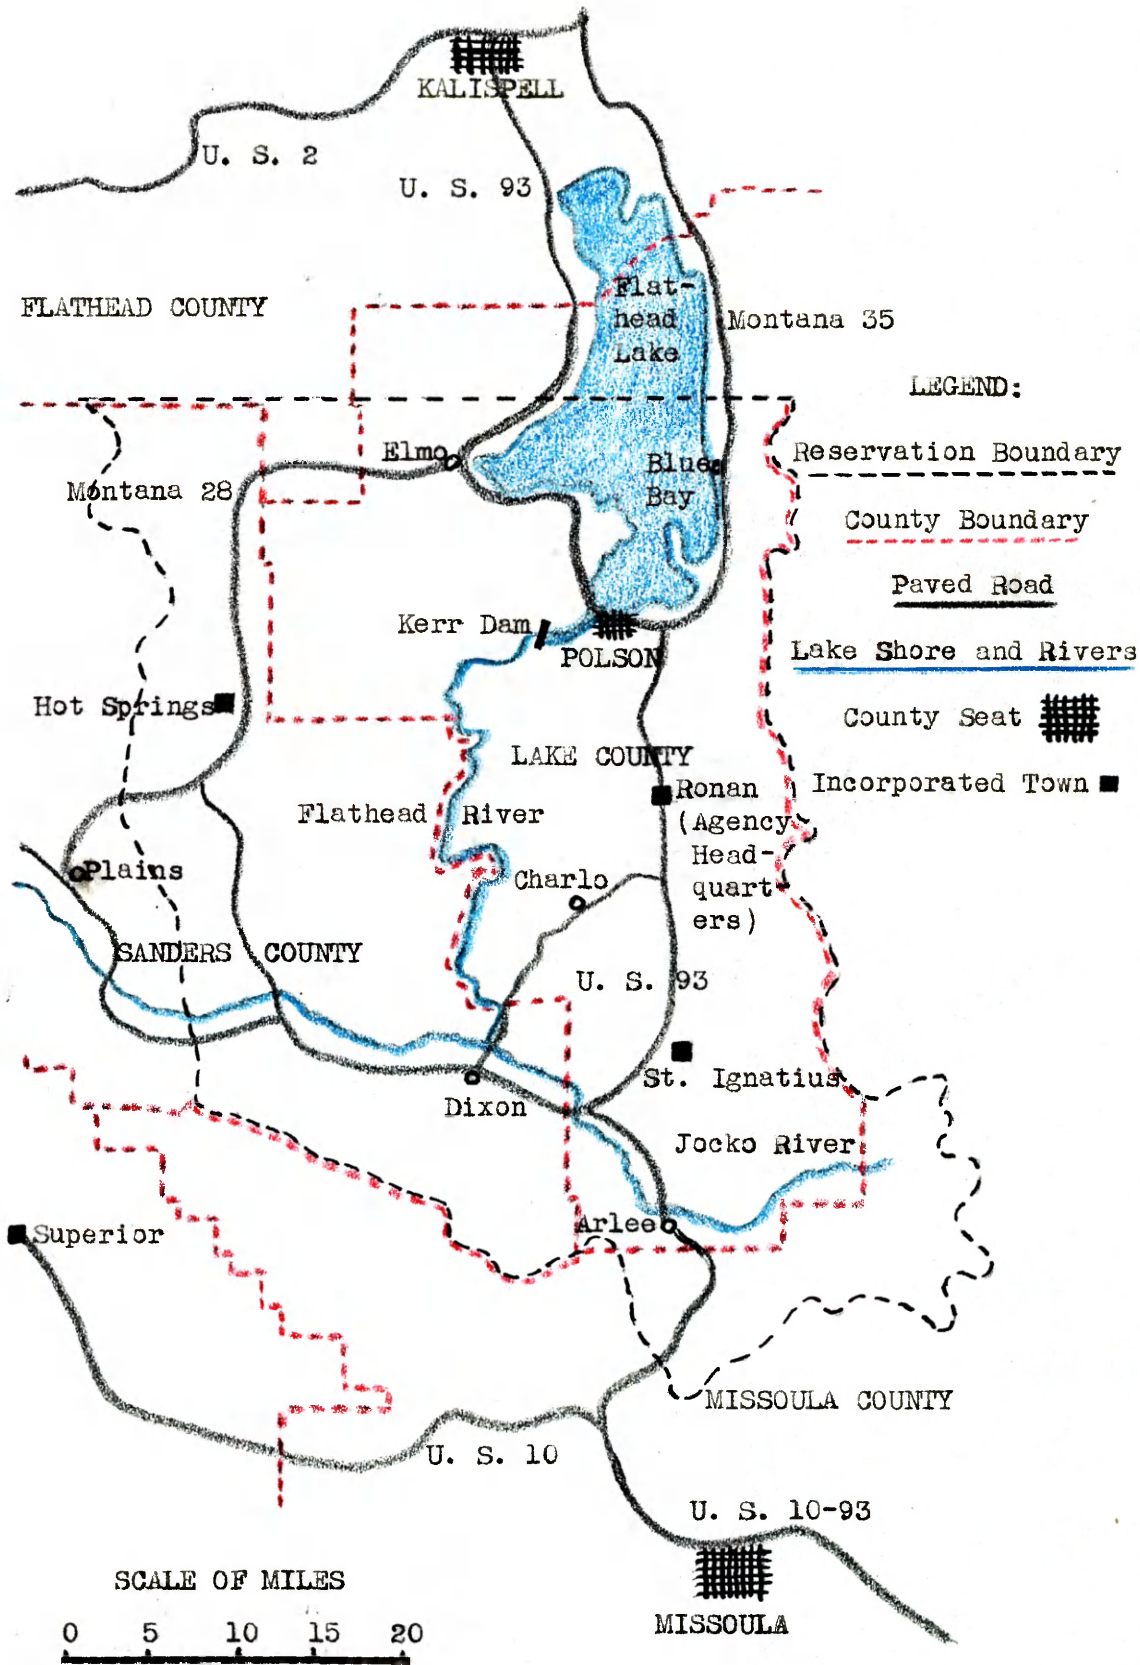 KALISPELL
U. S. 2
U. S. 93
FLATHEAD COUNTY
Flat-
head
Lake
Montana 35
LEGEND:
Reservation Boundary
County Boundary
Paved Road
Lake Shore and Rivers
County Seat
Incorporated Town
Elmo
Blue
Bay
Montana 28
Kerr Dam
POLSON
Hot Springs
LAKE COUNTY
Flathead River
Ronan
(Agency
Head-
quart
ers)
Plains
Charlo
SANDERS COUNTY
U. S. 93
St. Ignatius
Dixon
Jocko River
Superior
Arlee
MISSOULA COUNTY
U. S. 10
U. S. 10-93
MISSOULA
SCALE OF MILES
0 5 10 15 20